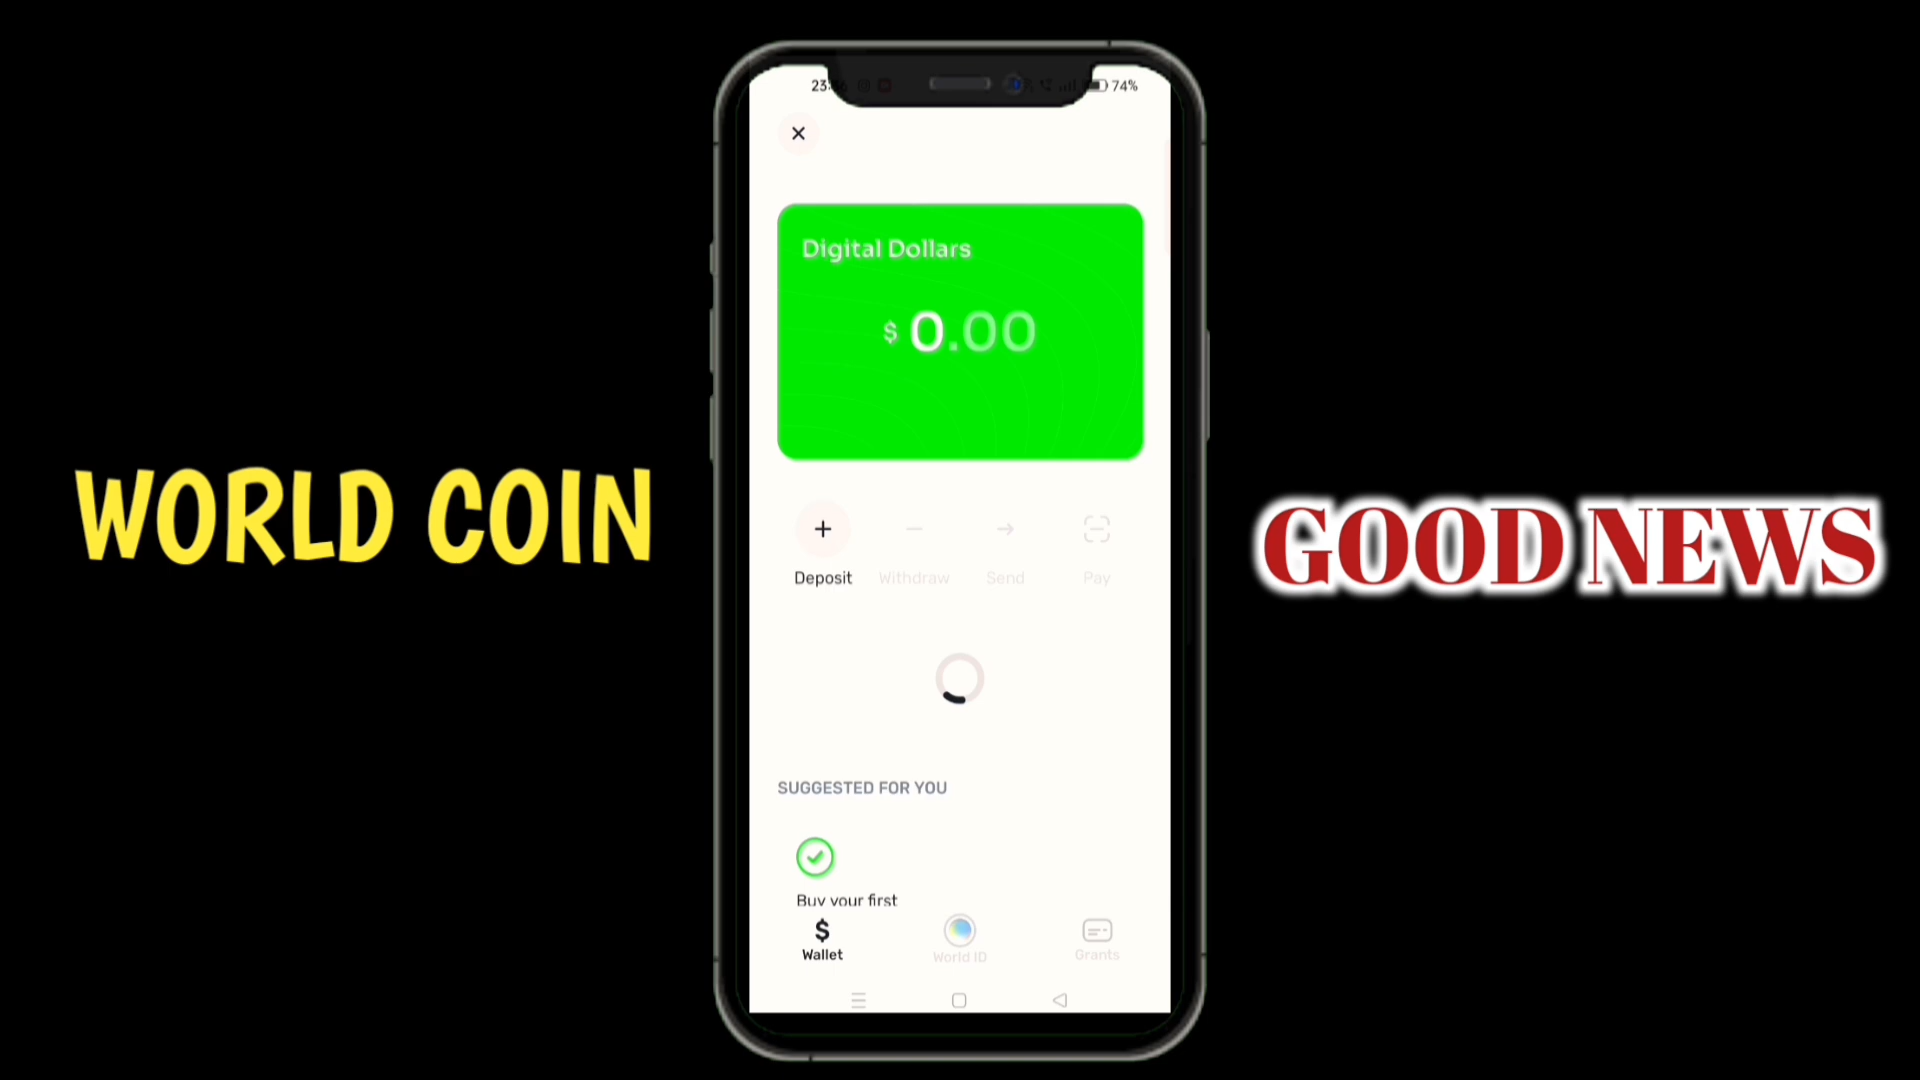 74%
Digital Dollars
$ 0.00
WORLD COIN
GOOD NEWS
Deposit Withdraw Send Pay
SUGGESTED FOR YOU
Buy your first
$
Wallet World ID Grants